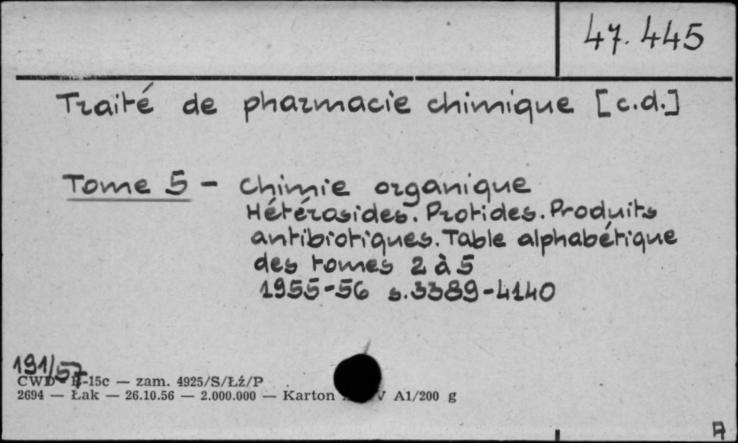 47.445
Traité de pharmacie chimique [c.d.]
Tome 5 - Chimie organique
Hétérosides. Protides. Produits
antibiotiques. Table alphabétique
des tomes 2 à 5
1955-56 s.3389-4140
191/57
CWD — -15c — zam. 4925/S/Łź/P
2694 — Łak — 26.10.56 — 2.000.000 — Karton V A1/200 g
A